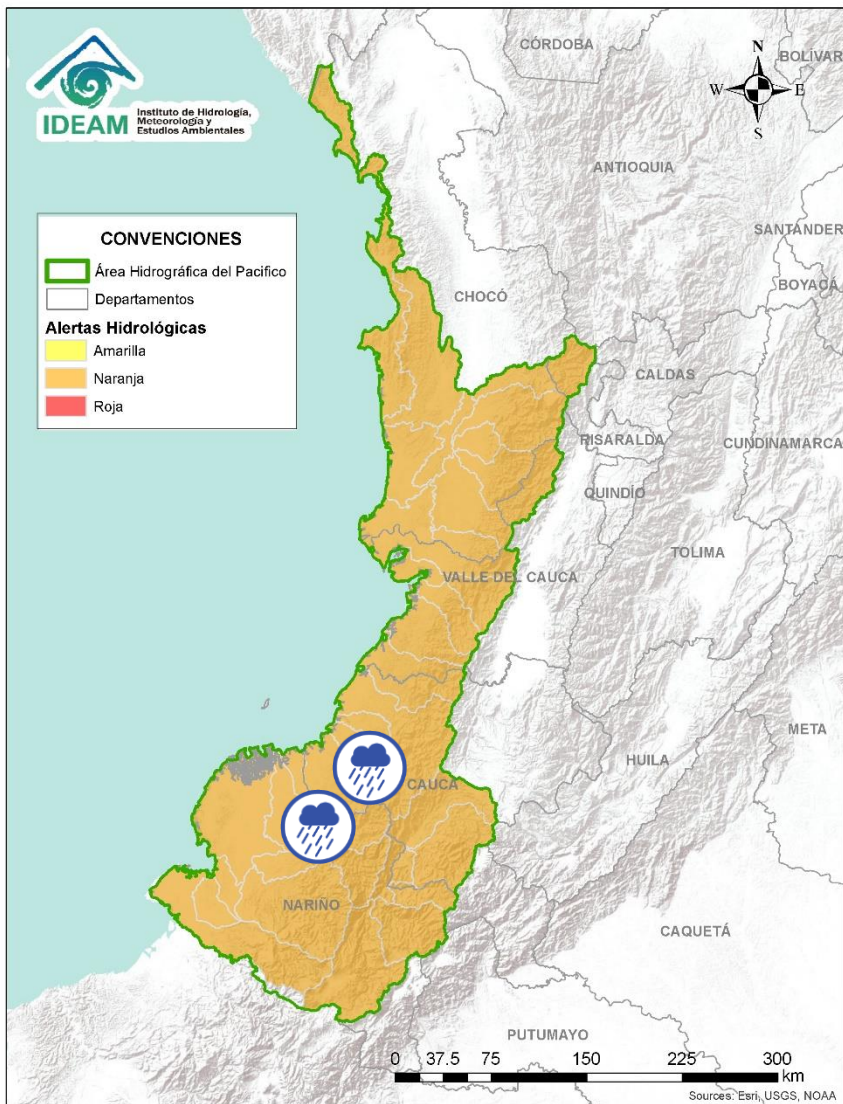 IDEAM
Instituto de Hidrología,
Meteorología y
Estudios Ambientales
CÓRDOBA
BOLÍVAR
N
W
E
S
ANTIOQUIA
SANTANDER
BOYACÁ
CONVENCIONES
Área Hidrográfica del Pacifico
Departamentos
Alertas Hidrológicas
Amarilla
Naranja
Roja
CHOCÓ
CALDAS
RISARALDA
CUNDINAMARCA
QUINDÍO
TOLIMA
VALLE DEL CAUCA
META
HUILA
CAUCA
NARIÑO
CAQUETÁ
PUTUMAYO
0 37.5 75 150 225 300
km
Sources: Esri, USGS, NOAA